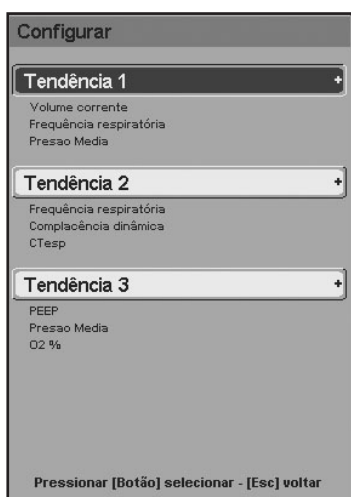 Configurar
Tendência 1 +
Volume corrente
Frequência respiratória
Presao Media
Tendência 2 +
Frequência respiratória
Complacência dinâmica
CTesp
Tendência 3 +
PEEP
Presao Media
O2 %
Pressionar [Botão] selecionar - [Esc] voltar